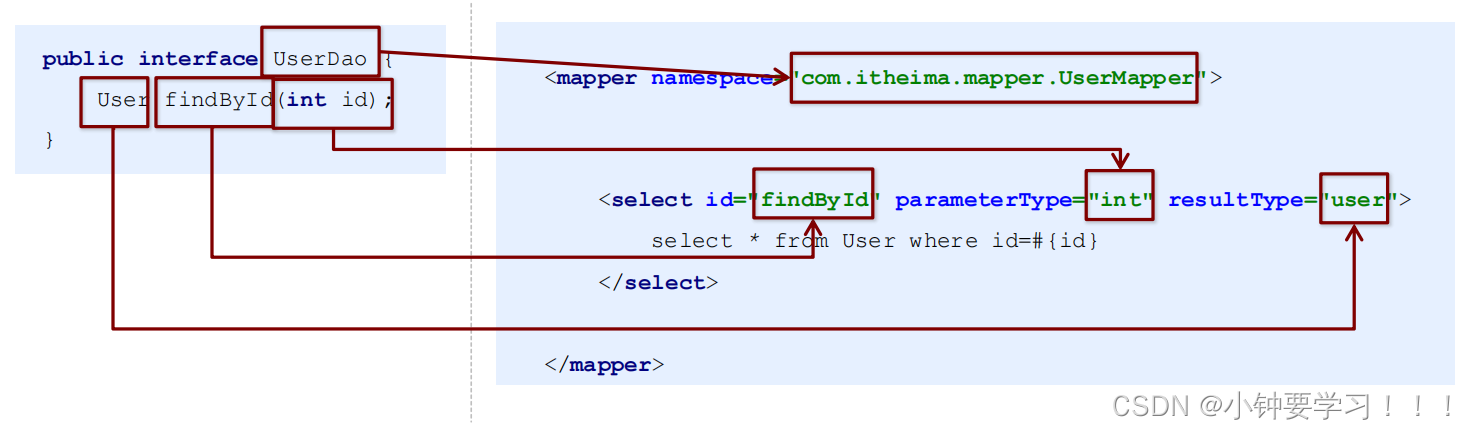 public interface UserDao {
User findById(int id);
}
<mapper namespace="com.itheima.mapper.UserMapper">
<select id="findById" parameterType="int" resultType="user">
select * from User where id=#{id}
</select>
</mapper>
CSDN @小钟要学习！！！